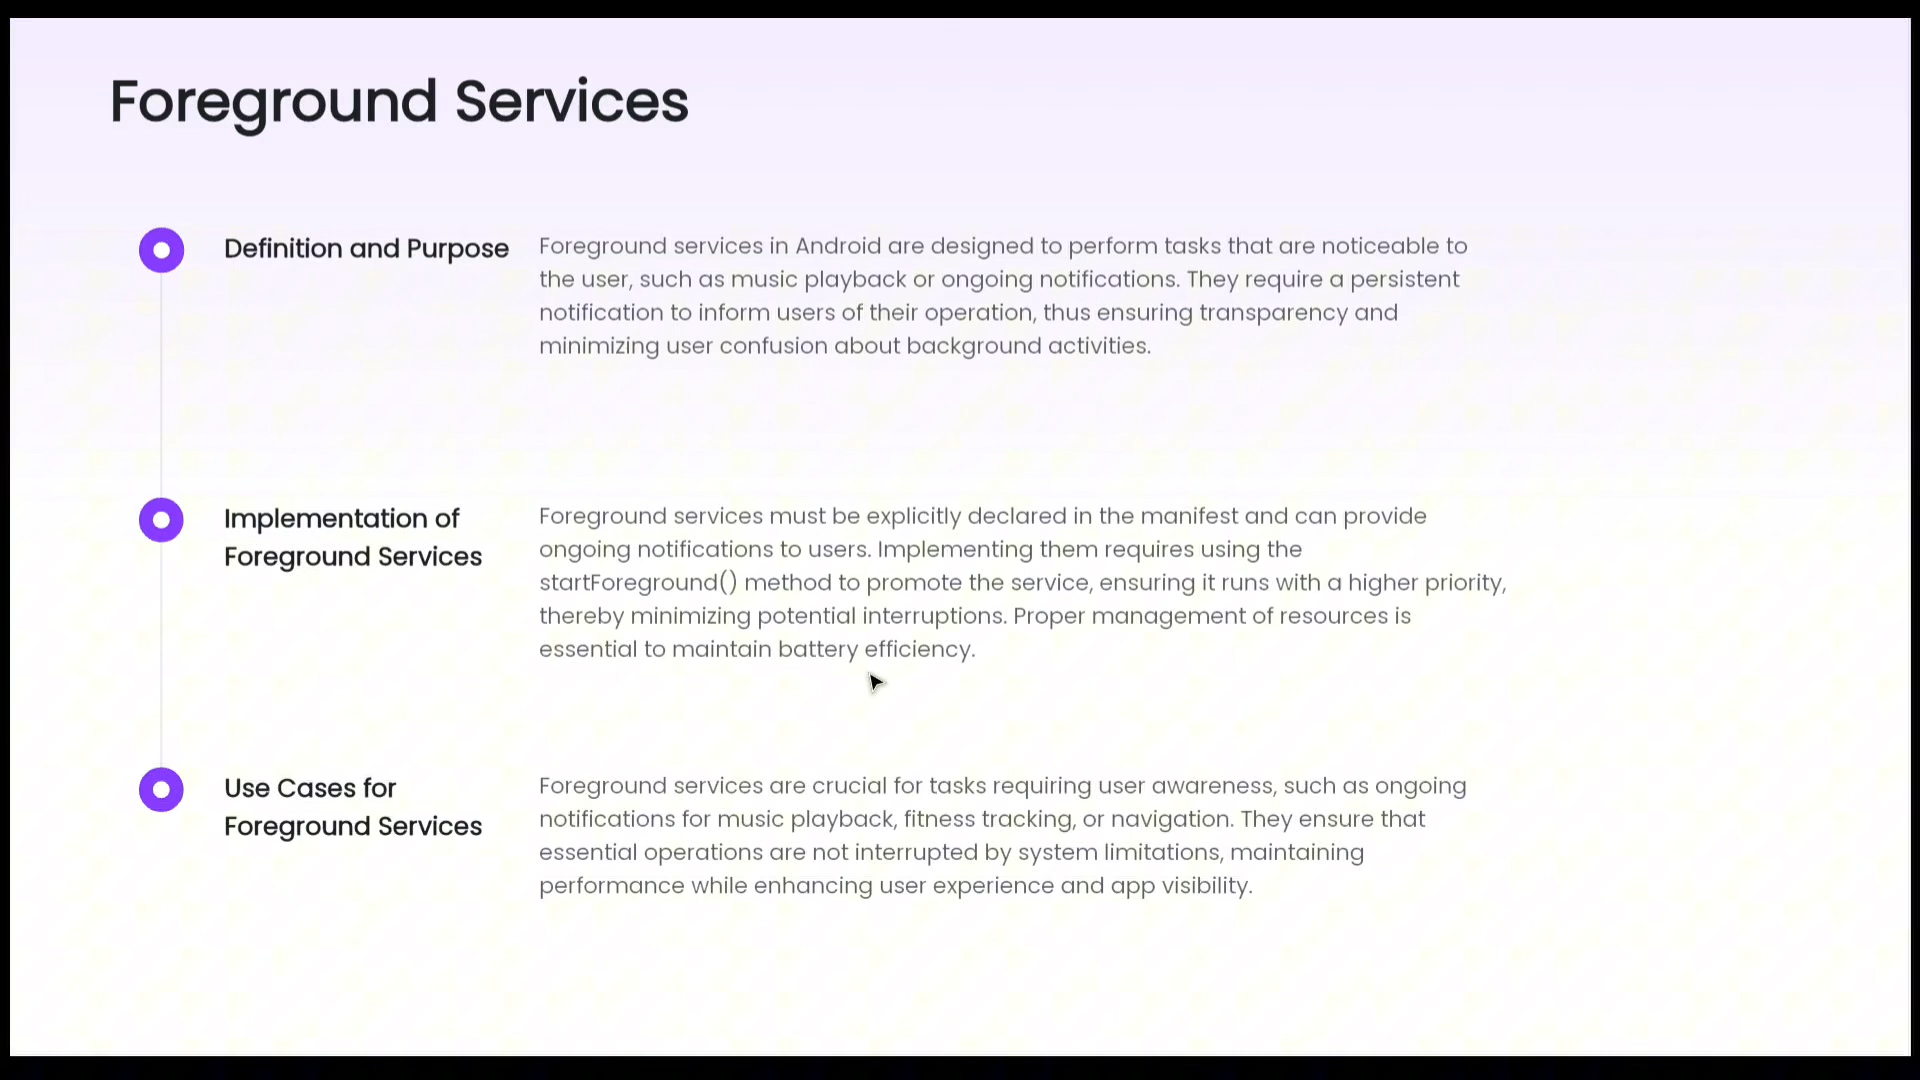 Foreground Services
Definition and Purpose
Foreground services in Android are designed to perform tasks that are noticeable to
the user, such as music playback or ongoing notifications. They require a persistent
notification to inform users of their operation, thus ensuring transparency and
minimizing user confusion about background activities.
Implementation of
Foreground Services
Foreground services must be explicitly declared in the manifest and can provide
ongoing notifications to users. Implementing them requires using the
startForeground() method to promote the service, ensuring it runs with a higher priority,
thereby minimizing potential interruptions. Proper management of resources is
essential to maintain battery efficiency.
Use Cases for
Foreground Services
Foreground services are crucial for tasks requiring user awareness, such as ongoing
notifications for music playback, fitness tracking, or navigation. They ensure that
essential operations are not interrupted by system limitations, maintaining
performance while enhancing user experience and app visibility.